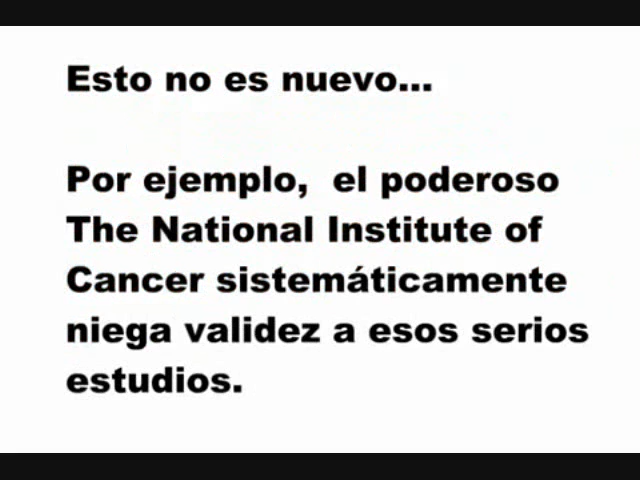 Esto no es nuevo...
Por ejemplo, el poderoso
The National Institute of
Cancer sistemáticamente
niega validez a esos serios
estudios.